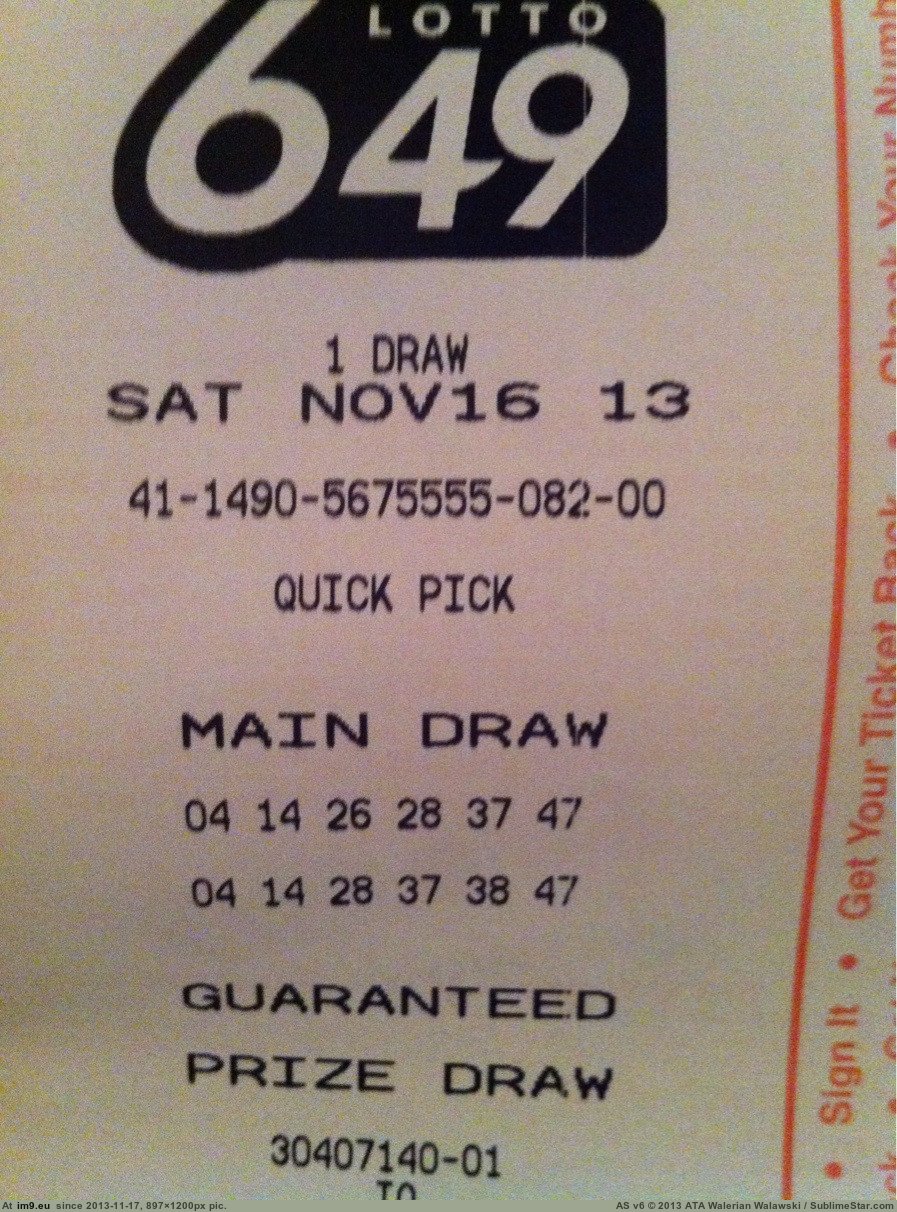 LOTTO
649
1 DRAW
SAT NOV16 13
41-1490-5675555-082-00
QUICK PICK
MAIN DRAW
04 14 26 28 37 47
04 14 28 37 38 47
GUARANTEED
PRIZE DRAW
30407140-01
TO
• Sign It • Get Your Ticket Back • Check Your Numb
At im9.eu since 2013-11-17, 897×1200px pic.
AS v6 © 2013 ATA Walerian Walawski / SublimeStar.com